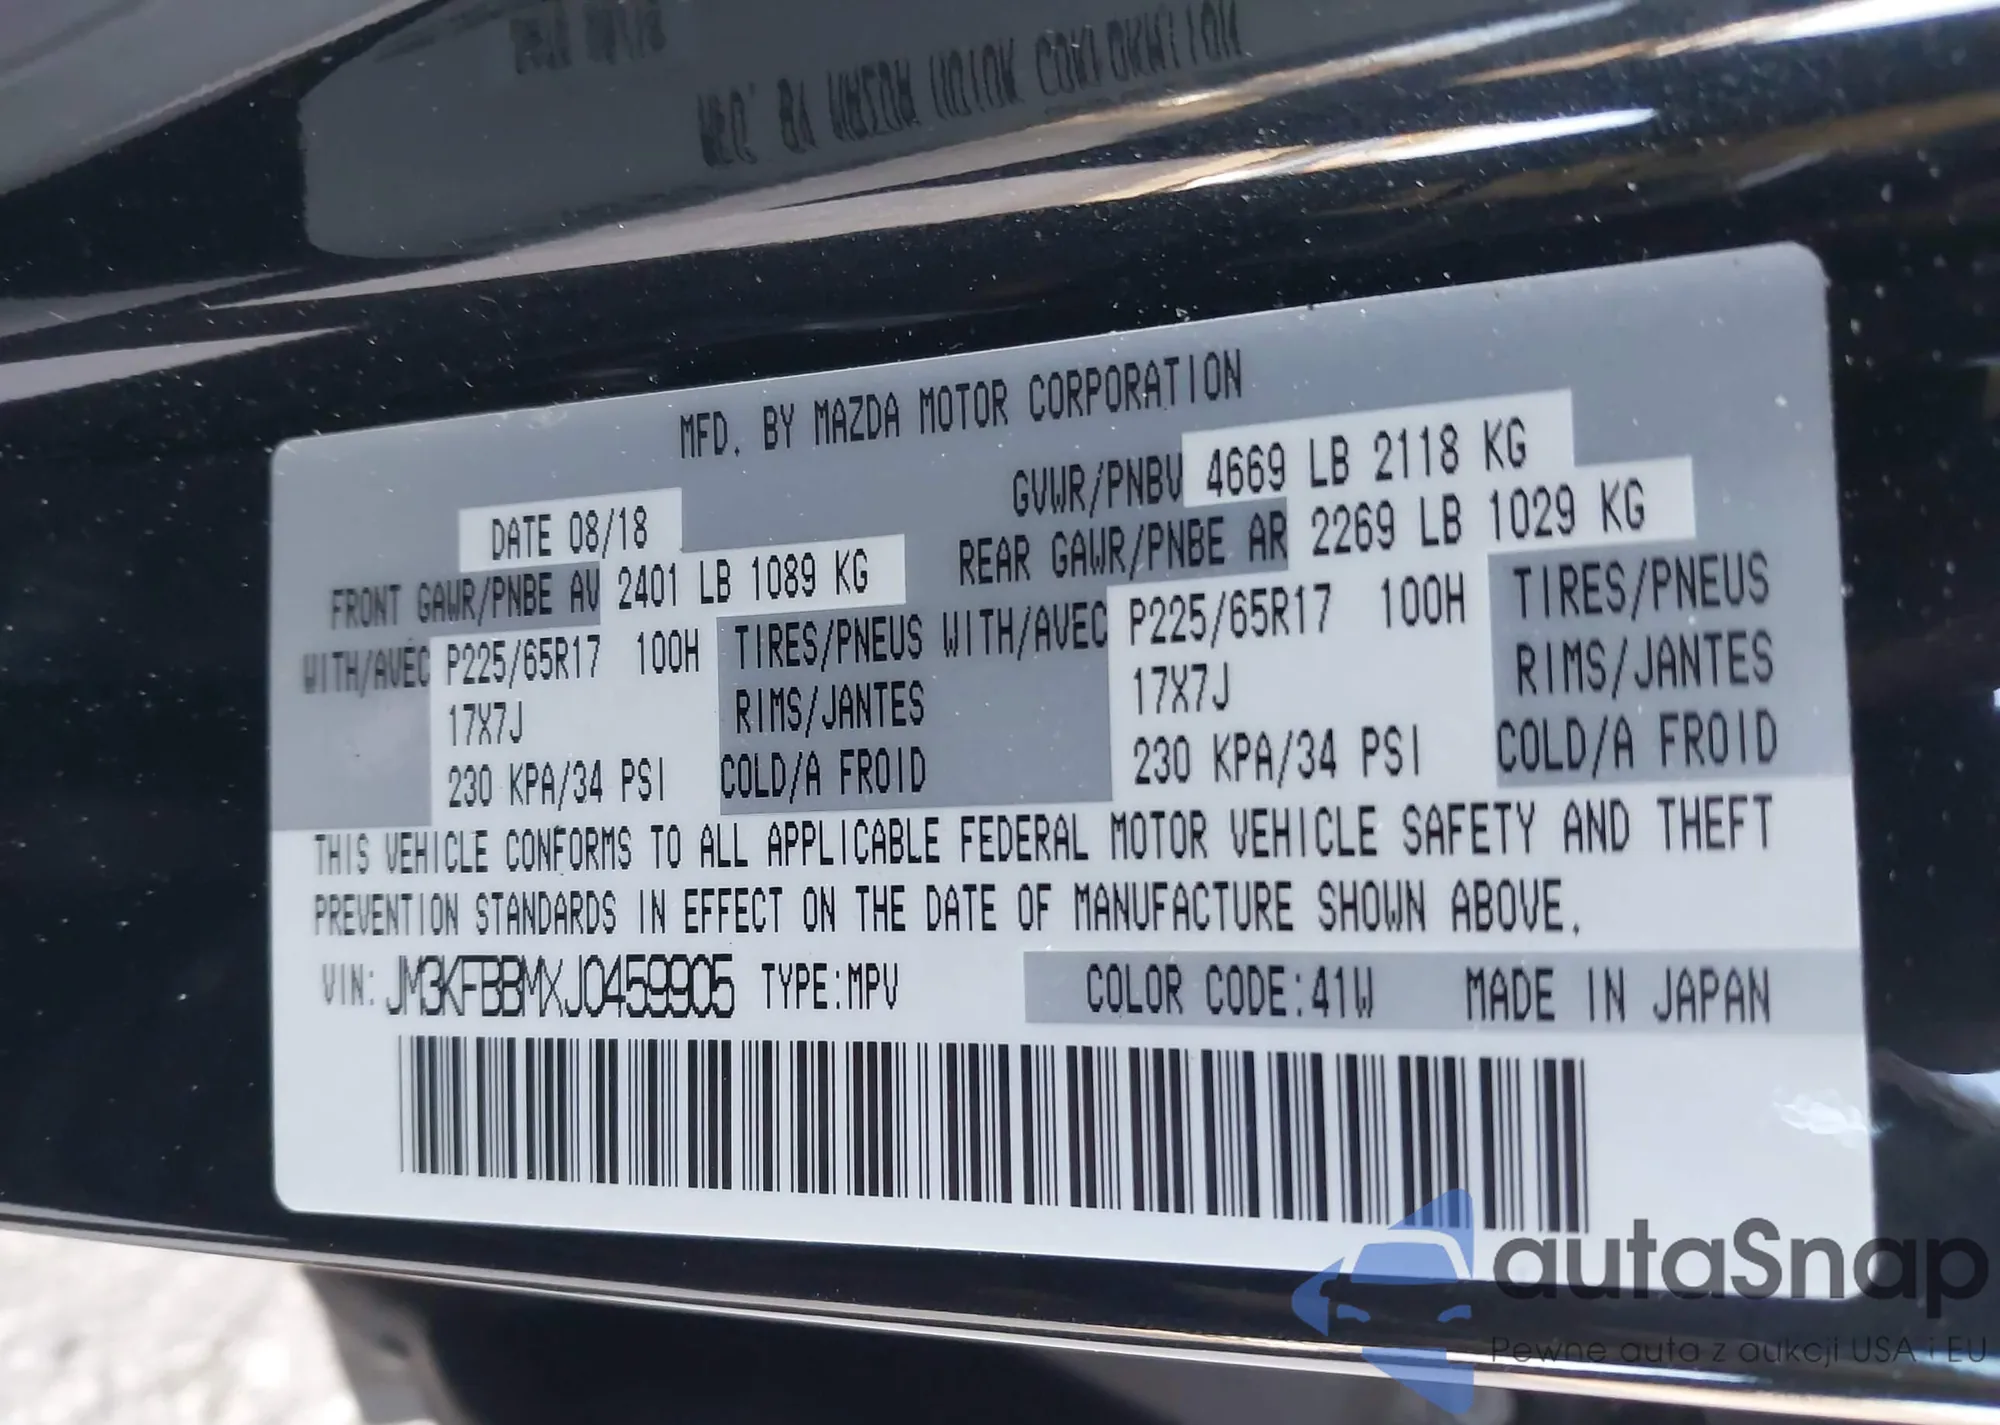 MFD. BY MAZDA MOTOR CORPORATION
DATE 08/18 GVWR/PNBV 4669 LB 2118 KG
FRONT GAWR/PNBE AV 2401 LB 1089 KG REAR GAWR/PNBE AR 2269 LB 1029 KG
WITH/AVEC P225/65R17 100H TIRES/PNEUS WITH/AVEC P225/65R17 100H TIRES/PNEUS
17X7J RIMS/JANTES 17X7J RIMS/JANTES
230 KPA/34 PSI COLD/A FROID 230 KPA/34 PSI COLD/A FROID
THIS VEHICLE CONFORMS TO ALL APPLICABLE FEDERAL MOTOR VEHICLE SAFETY AND THEFT
PREVENTION STANDARDS IN EFFECT ON THE DATE OF MANUFACTURE SHOWN ABOVE.
VIN: JM3KFBBMXJ0459905 TYPE:MPV COLOR CODE:41W MADE IN JAPAN
autaSnap
Pewne auta z aukcji USA i EU